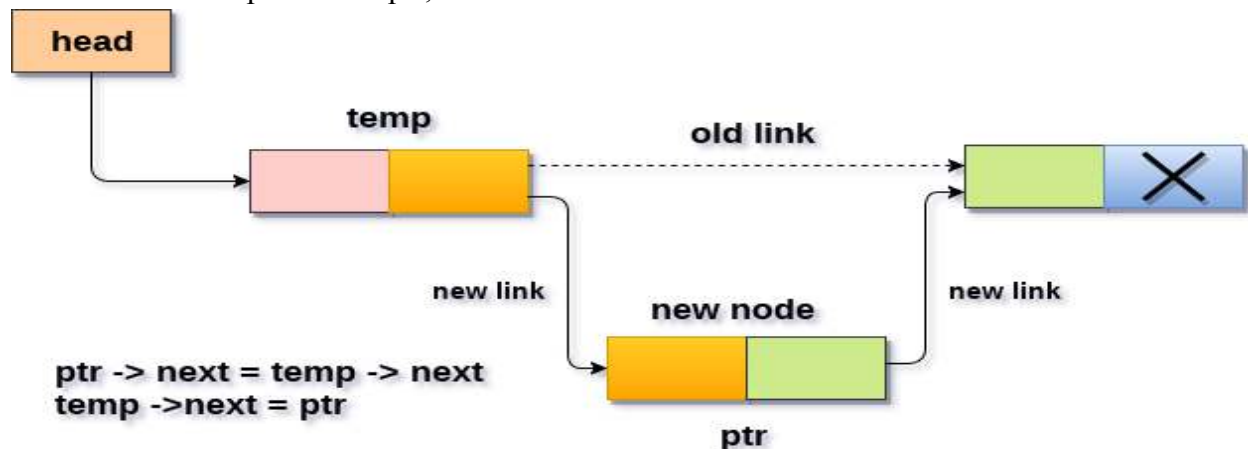 head
temp
old link
new link
new node
new link
ptr -> next = temp -> next
temp ->next = ptr
ptr